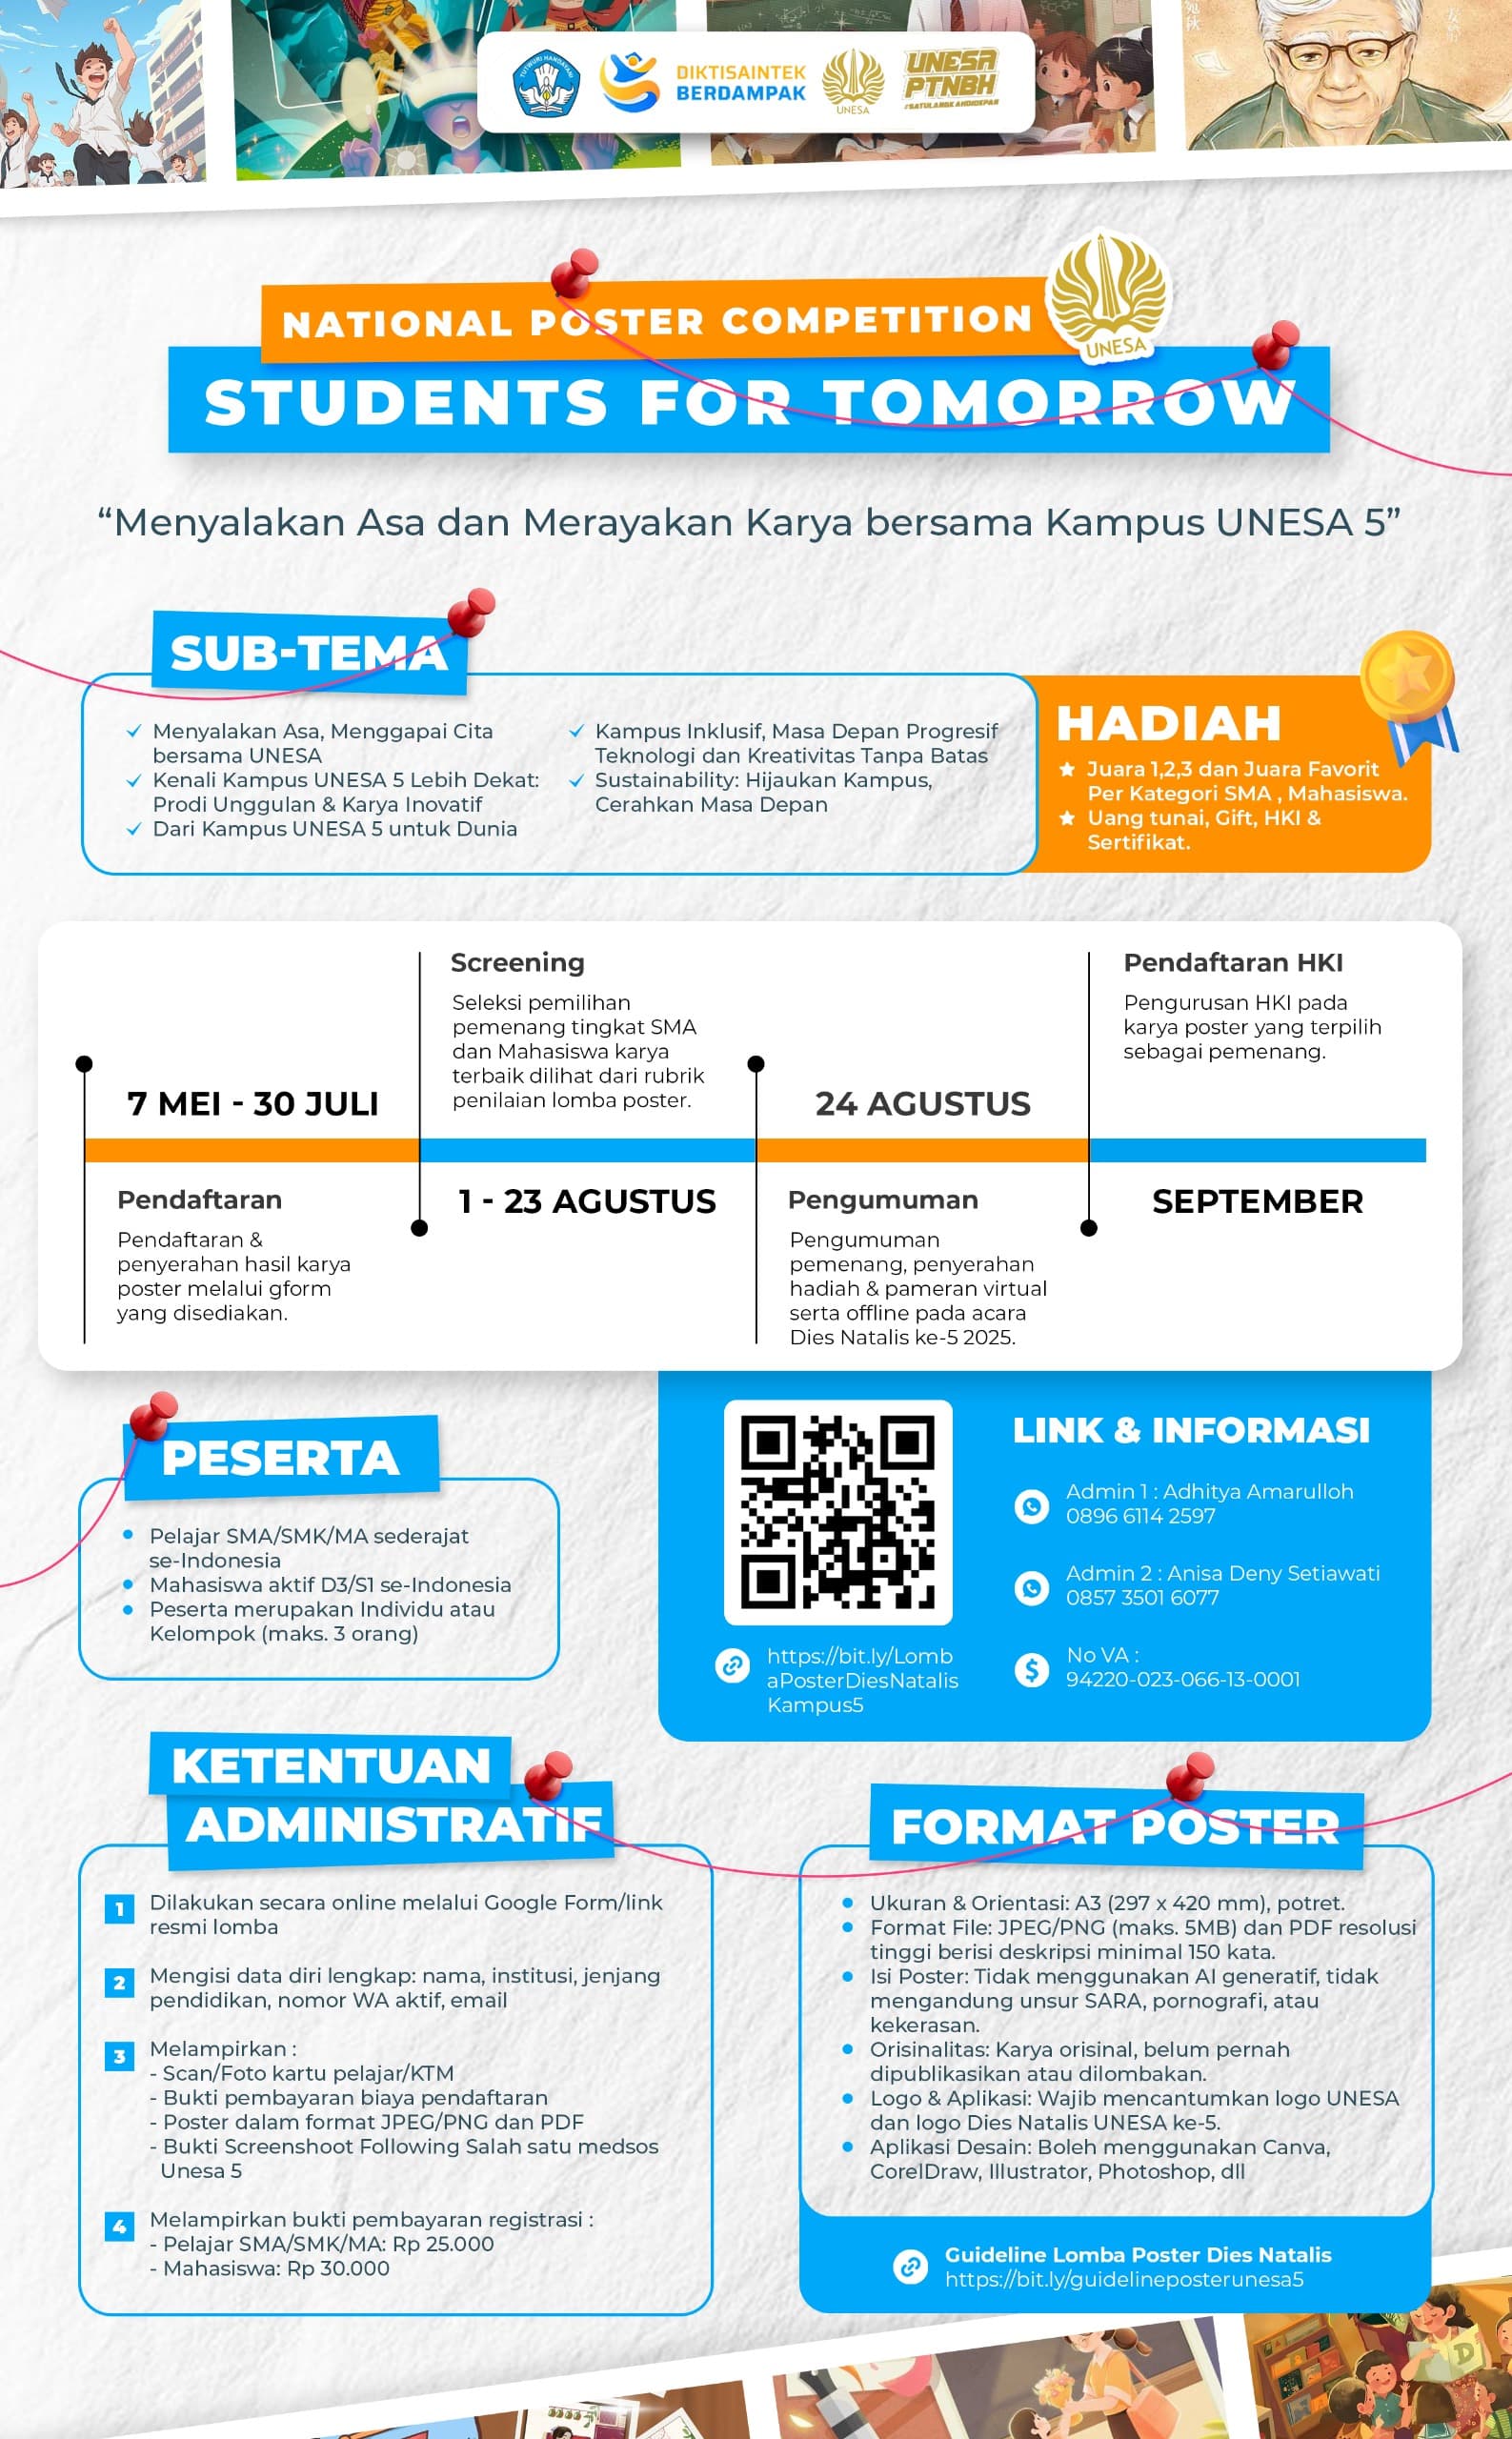 TUT WURI HANDAYANI
DIKTISAINTEK
BERDAMPAK
UNESA
UNESA
PTNBH
NATIONAL POSTER COMPETITION
UNESA
STUDENTS FOR TOMORROW
“Menyalakan Asa dan Merayakan Karya bersama Kampus UNESA 5”
SUB-TEMA
Menyalakan Asa, Menggapai Cita
bersama UNESA
Kenali Kampus UNESA 5 Lebih Dekat:
Prodi Unggulan & Karya Inovatif
Dari Kampus UNESA 5 untuk Dunia
Kampus Inklusif, Masa Depan Progresif
Teknologi dan Kreativitas Tanpa Batas
Sustainability: Hijaukan Kampus,
Cerahkan Masa Depan
HADIAH
Juara 1,2,3 dan Juara Favorit
Per Kategori SMA , Mahasiswa.
Uang tunai, Gift, HKI &
Sertifikat.
7 MEI - 30 JULI
Pendaftaran
Pendaftaran &
penyerahan hasil karya
poster melalui gform
yang disediakan.
Screening
Seleksi pemilihan
pemenang tingkat SMA
dan Mahasiswa karya
terbaik dilihat dari rubrik
penilaian lomba poster.
1 - 23 AGUSTUS
24 AGUSTUS
Pengumuman
Pengumuman
pemenang, penyerahan
hadiah & pameran virtual
serta offline pada acara
Dies Natalis ke-5 2025.
Pendaftaran HKI
Pengurusan HKI pada
karya poster yang terpilih
sebagai pemenang.
SEPTEMBER
PESERTA
Pelajar SMA/SMK/MA sederajat
se-Indonesia
Mahasiswa aktif D3/S1 se-Indonesia
Peserta merupakan Individu atau
Kelompok (maks. 3 orang)
https://bit.ly/Lomb
aPosterDiesNatalis
Kampus5
LINK & INFORMASI
Admin 1 : Adhitya Amarulloh
0896 6114 2597
Admin 2 : Anisa Deny Setiawati
0857 3501 6077
No VA :
94220-023-066-13-0001
KETENTUAN
ADMINISTRATIF
1 Dilakukan secara online melalui Google Form/link
resmi lomba
2 Mengisi data diri lengkap: nama, institusi, jenjang
pendidikan, nomor WA aktif, email
3 Melampirkan :
- Scan/Foto kartu pelajar/KTM
- Bukti pembayaran biaya pendaftaran
- Poster dalam format JPEG/PNG dan PDF
- Bukti Screenshoot Following Salah satu medsos
Unesa 5
4 Melampirkan bukti pembayaran registrasi :
- Pelajar SMA/SMK/MA: Rp 25.000
- Mahasiswa: Rp 30.000
FORMAT POSTER
Ukuran & Orientasi: A3 (297 x 420 mm), potret.
Format File: JPEG/PNG (maks. 5MB) dan PDF resolusi
tinggi berisi deskripsi minimal 150 kata.
Isi Poster: Tidak menggunakan AI generatif, tidak
mengandung unsur SARA, pornografi, atau
kekerasan.
Orisinalitas: Karya orisinal, belum pernah
dipublikasikan atau dilombakan.
Logo & Aplikasi: Wajib mencantumkan logo UNESA
dan logo Dies Natalis UNESA ke-5.
Aplikasi Desain: Boleh menggunakan Canva,
CorelDraw, Illustrator, Photoshop, dll
Guideline Lomba Poster Dies Natalis
https://bit.ly/guidelineposterunesa5
D